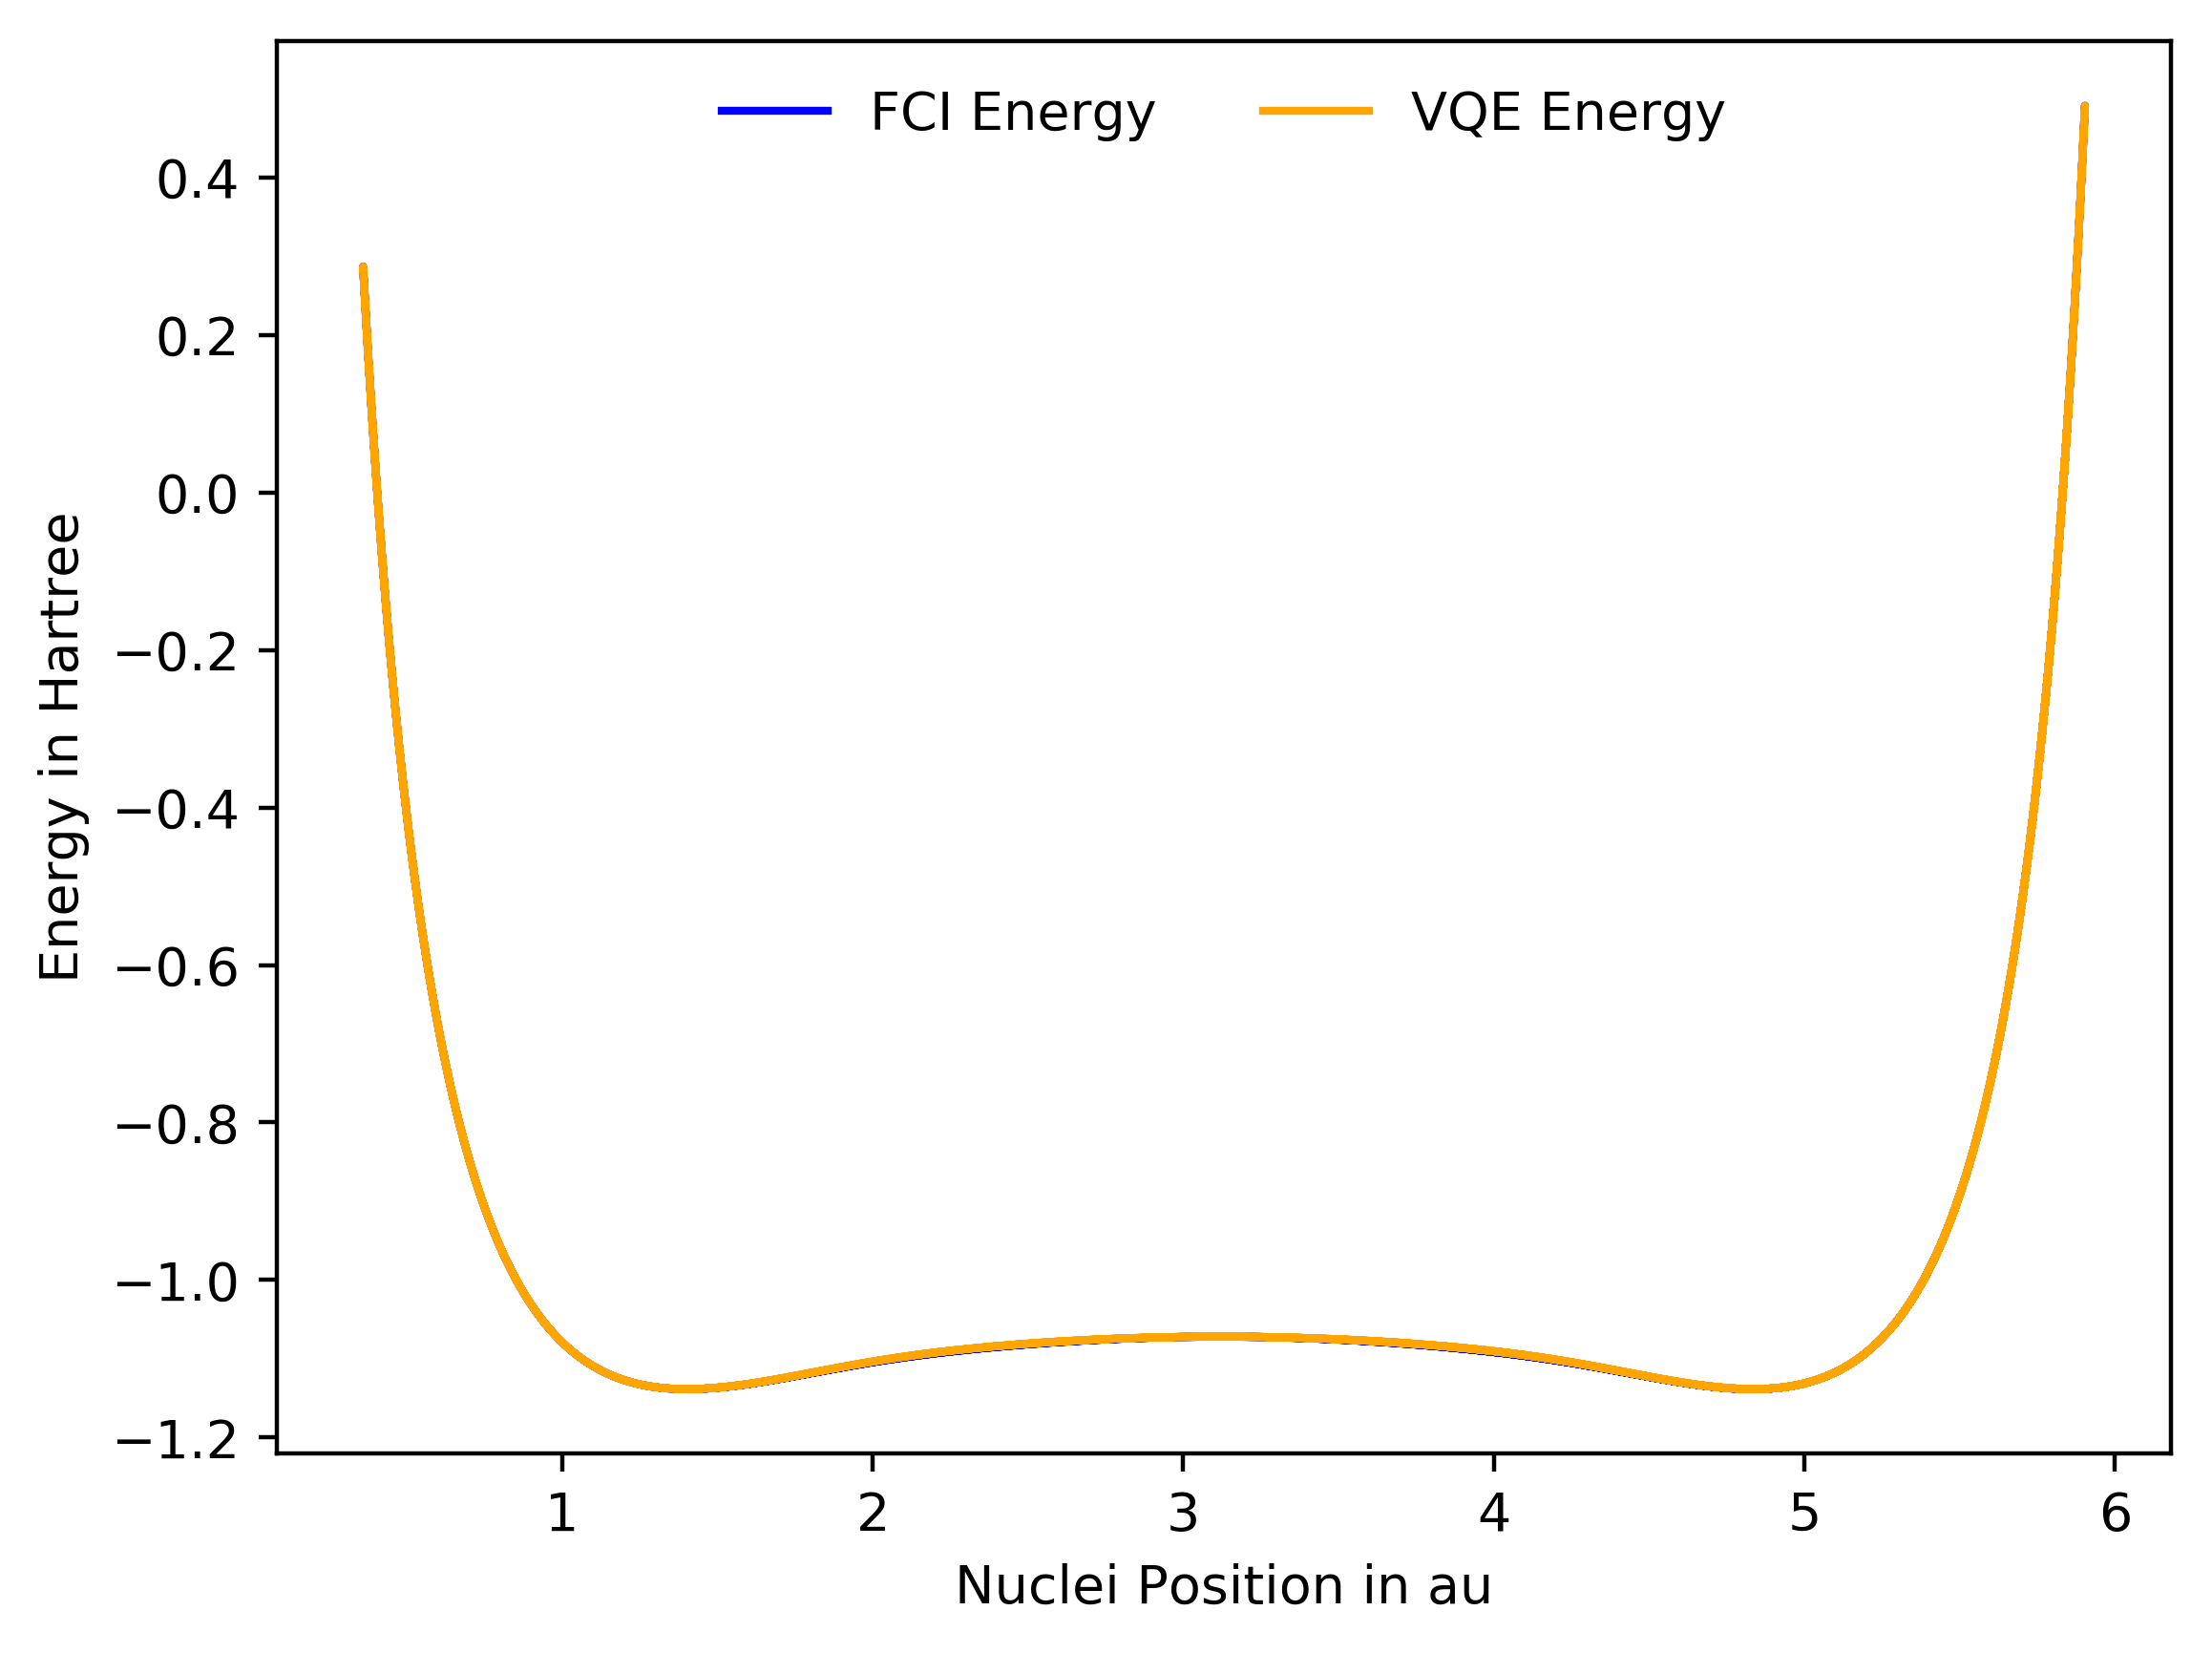 FCI Energy
VQE Energy
0.4
0.2
0.0
−0.2
−0.4
−0.6
−0.8
−1.0
−1.2
Energy in Hartree
1 2 3 4 5 6
Nuclei Position in au